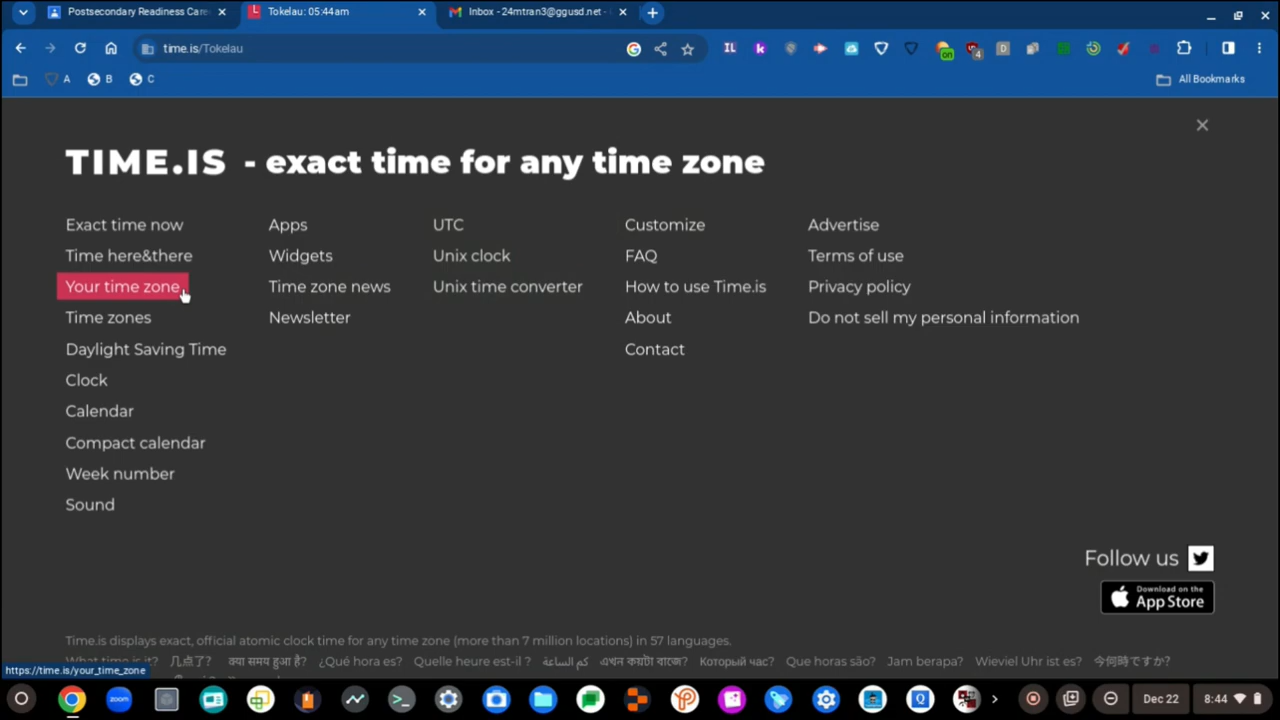 Postsecondary Readiness Care
Tokelau: 05:44am
Inbox - 24mtran3@ggusd.net -
time.is/Tokelau
A
B
C
All Bookmarks
TIME.IS - exact time for any time zone
Exact time now
Time here&there
Your time zone
Time zones
Daylight Saving Time
Clock
Calendar
Compact calendar
Week number
Sound
Apps
Widgets
Time zone news
Newsletter
UTC
Unix clock
Unix time converter
Customize
FAQ
How to use Time.is
About
Contact
Advertise
Terms of use
Privacy policy
Do not sell my personal information
Follow us
Download on the
App Store
Time.is displays exact, official atomic clock time for any time zone (more than 7 million locations) in 57 languages.
What time is it? 几点了? क्या समय हुआ है? ¿Qué hora es? Quelle heure est-il ? كم الساعة এখন কয়টা বাজে? Который час? Que horas são? Jam berapa? Wieviel Uhr ist es? 今何時ですか?
https://time.is/your_time_zone
zoom
Dec 22
8:44